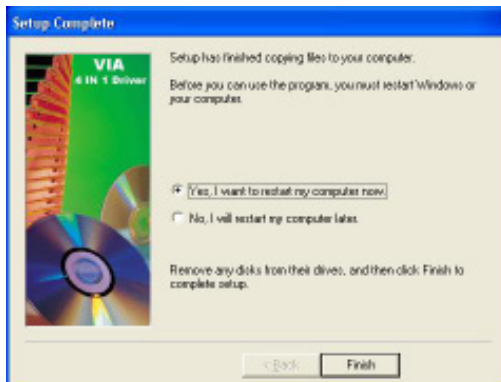 Setup Complete
VIA
4 IN 1 Driver
Setup has finished copying files to your computer.
Before you can use the program, you must restart Windows or
your computer.
Yes, I want to restart my computer now.
No, I will restart my computer later.
Remove any disks from their drives, and then click Finish to
complete setup.
< Back
Finish